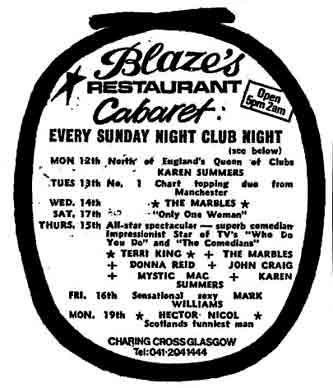 Blaze's
RESTAURANT
Cabaret:
Open
5pm 2am
EVERY SUNDAY NIGHT CLUB NIGHT
(see below)
MON 12th North of England's Queen of Clubs
KAREN SUMMERS
TUES 13th No. 1 Chart topping duo from
Manchester
WED. 14th ★ THE MARBLES ★
SAT, 17th "Only One Woman"
THURS. 15th All-star spectacular — superb comedian
Impressionist Star of TV's "Who Do
You Do" and "The Comedians"
★ TERRI KING ★ + THE MARBLES
+ DONNA REID + JOHN CRAIG
+ MYSTIC MAC + KAREN
SUMMERS
FRI. 16th Sensational sexy MARK
WILLIAMS
MON. 19th ★ HECTOR NICOL ★
Scotlands funniest man
CHARING CROSS GLASGOW
Tel:041-2041444